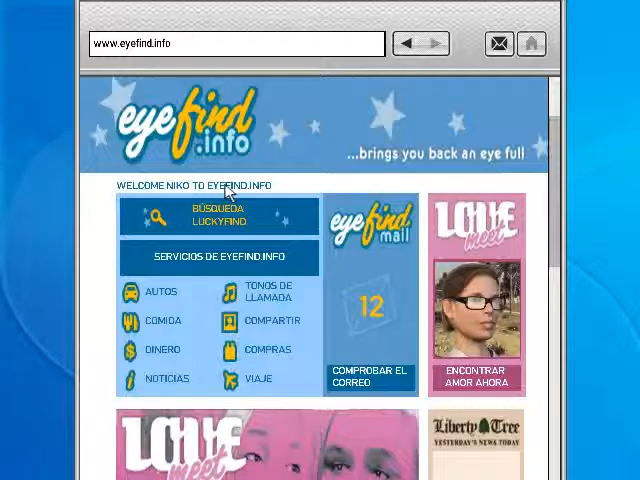 www.eyefind.info
eyefind
.info
...brings you back an eye full
WELCOME NIKO TO EYEFIND.INFO
BÚSQUEDA
LUCKYFIND
SERVICIOS DE EYEFIND.INFO
AUTOS
TONOS DE
LLAMADA
COMIDA
COMPARTIR
DINERO
COMPRAS
NOTICIAS
VIAJE
eyefind
mail
12
COMPROBAR EL
CORREO
LOVE
meet
ENCONTRAR
AMOR AHORA
LOVE
meet
Liberty Tree
YESTERDAY'S NEWS TODAY